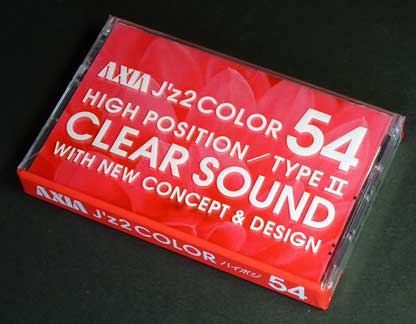 AXIA J'z2 COLOR 54
HIGH POSITION / TYPE II
CLEAR SOUND
WITH NEW CONCEPT & DESIGN
AXIA J'z2 COLOR ハイポジ 54